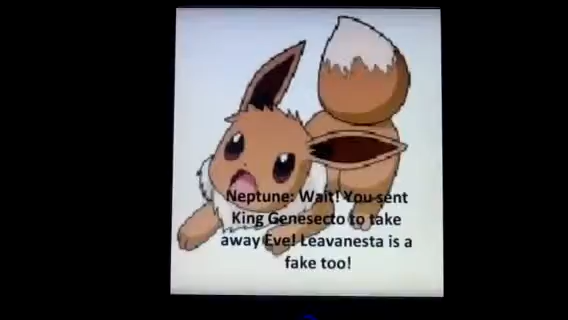 Neptune: Wait! You sent
King Genesecto to take
away Eve! Leavanesta is a
fake too!